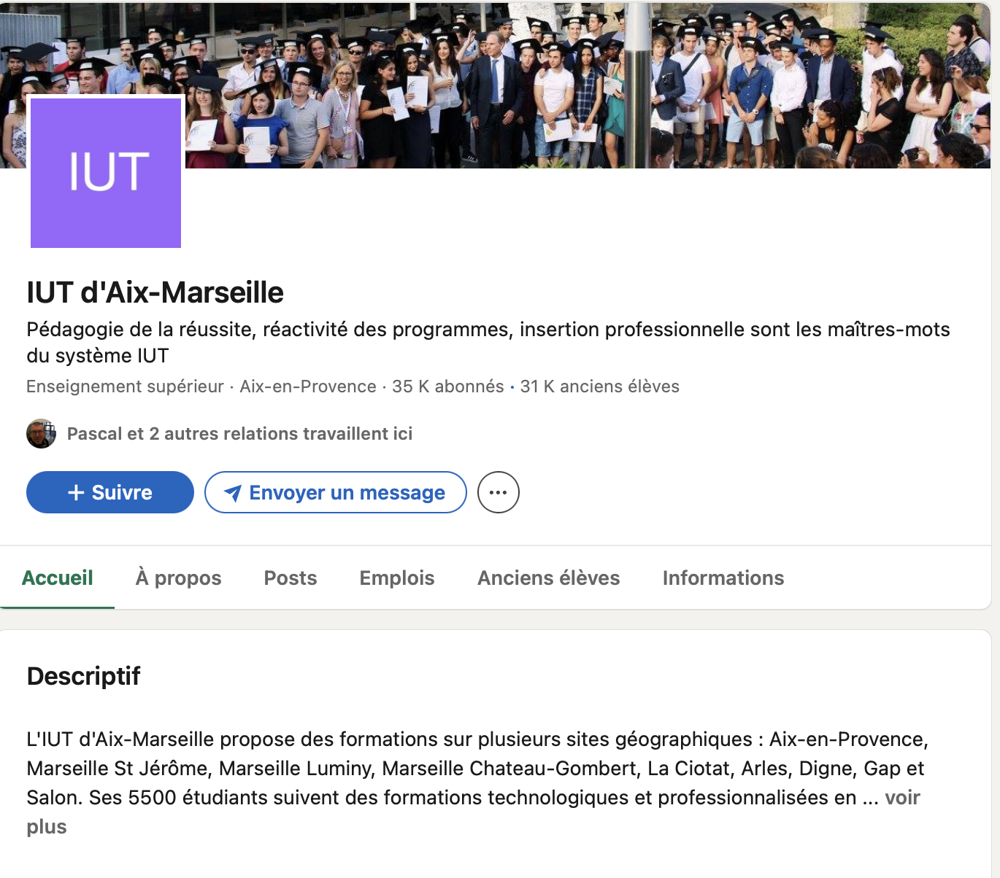 IUT
IUT d'Aix-Marseille
Pédagogie de la réussite, réactivité des programmes, insertion professionnelle sont les maîtres-mots
du système IUT
Enseignement supérieur · Aix-en-Provence · 35 K abonnés · 31 K anciens élèves
Pascal et 2 autres relations travaillent ici
+ Suivre
Envoyer un message
Accueil À propos Posts Emplois Anciens élèves Informations
Descriptif
L'IUT d'Aix-Marseille propose des formations sur plusieurs sites géographiques : Aix-en-Provence,
Marseille St Jérôme, Marseille Luminy, Marseille Chateau-Gombert, La Ciotat, Arles, Digne, Gap et
Salon. Ses 5500 étudiants suivent des formations technologiques et professionnalisées en ... voir
plus